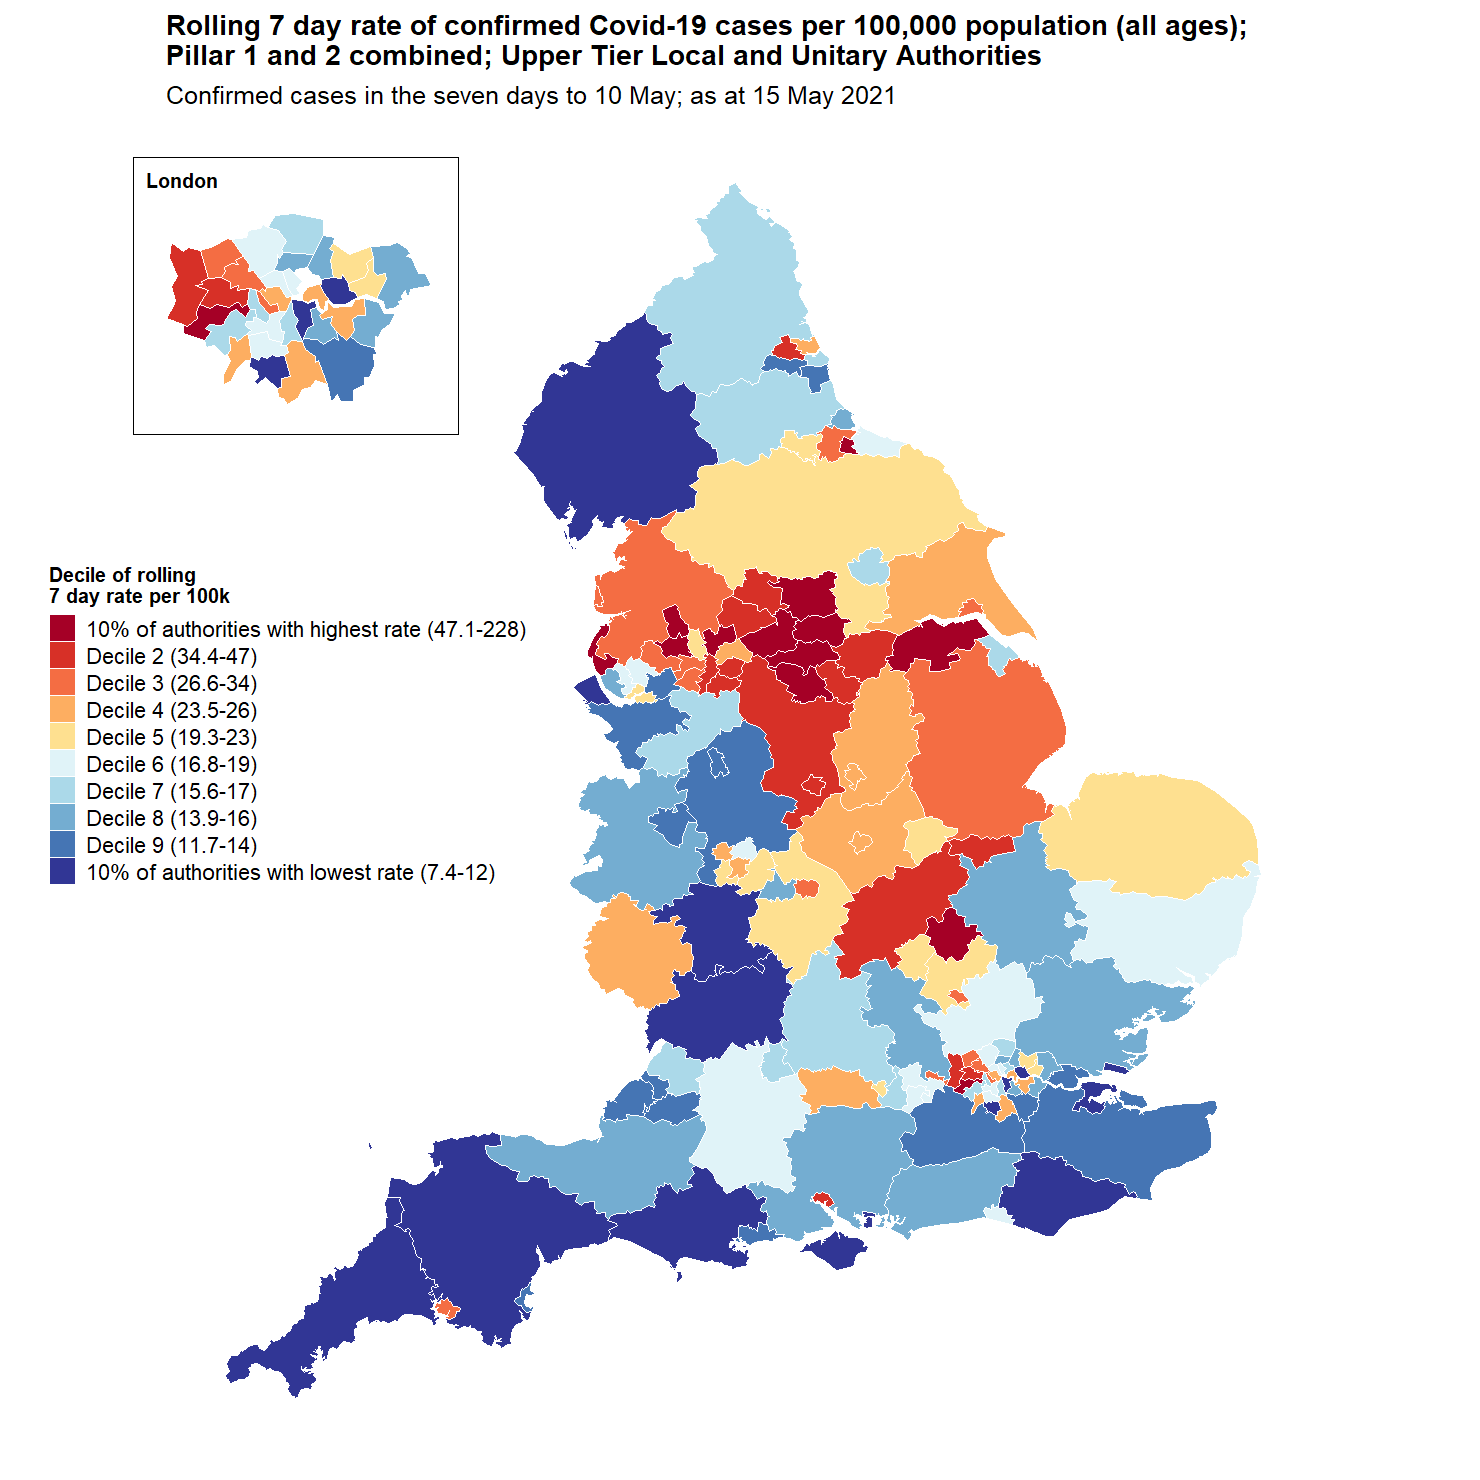 Rolling 7 day rate of confirmed Covid-19 cases per 100,000 population (all ages);
Pillar 1 and 2 combined; Upper Tier Local and Unitary Authorities
Confirmed cases in the seven days to 10 May; as at 15 May 2021
London
Decile of rolling
7 day rate per 100k
10% of authorities with highest rate (47.1-228)
Decile 2 (34.4-47)
Decile 3 (26.6-34)
Decile 4 (23.5-26)
Decile 5 (19.3-23)
Decile 6 (16.8-19)
Decile 7 (15.6-17)
Decile 8 (13.9-16)
Decile 9 (11.7-14)
10% of authorities with lowest rate (7.4-12)